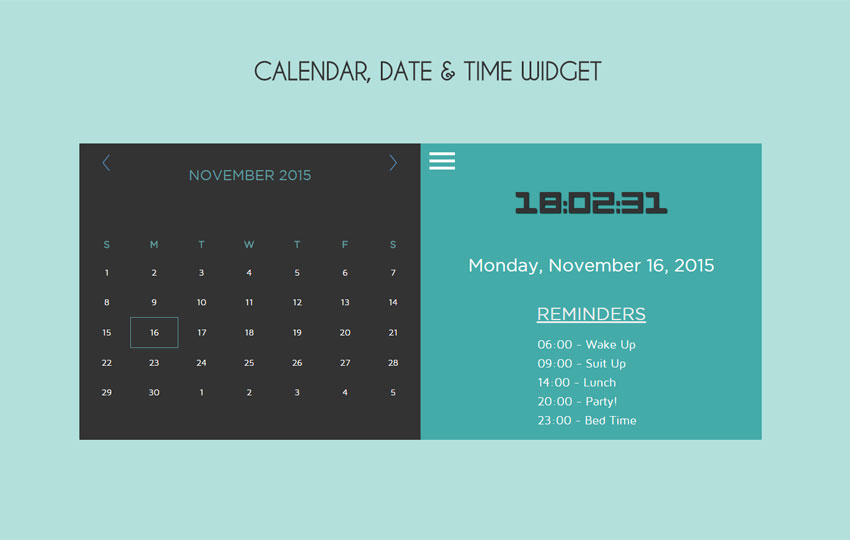 CALENDAR, DATE & TIME WIDGET
NOVEMBER 2015
S M T W T F S
1 2 3 4 5 6 7
8 9 10 11 12 13 14
15 16 17 18 19 20 21
22 23 24 25 26 27 28
29 30 1 2 3 4 5
18:02:31
Monday, November 16, 2015
REMINDERS
06:00 - Wake Up
09:00 - Suit Up
14:00 - Lunch
20:00 - Party!
23:00 - Bed Time